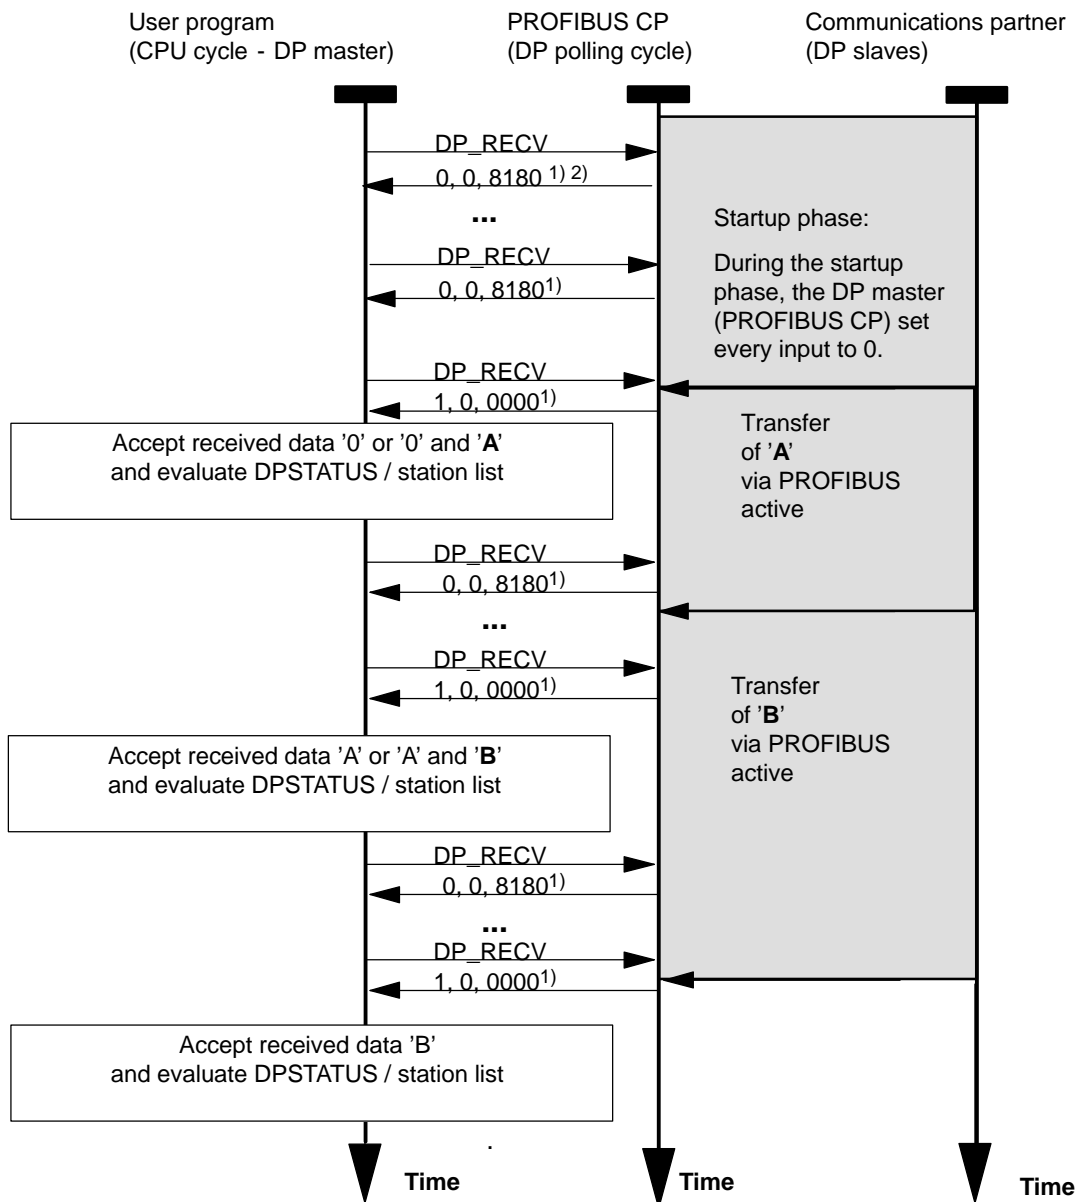 User program
(CPU cycle - DP master)
PROFIBUS CP
(DP polling cycle)
Communications partner
(DP slaves)
DP_RECV
0, 0, 8180 1) 2)
...
DP_RECV
0, 0, 8180 1)
Startup phase:
During the startup
phase, the DP master
(PROFIBUS CP) set
every input to 0.
DP_RECV
1, 0, 0000 1)
Accept received data '0' or '0' and 'A'
and evaluate DPSTATUS / station list
Transfer
of 'A'
via PROFIBUS
active
DP_RECV
0, 0, 8180 1)
...
DP_RECV
1, 0, 0000 1)
Transfer
of 'B'
via PROFIBUS
active
Accept received data 'A' or 'A' and 'B'
and evaluate DPSTATUS / station list
DP_RECV
0, 0, 8180 1)
...
DP_RECV
1, 0, 0000 1)
Accept received data 'B'
and evaluate DPSTATUS / station list
.
Time
Time
Time